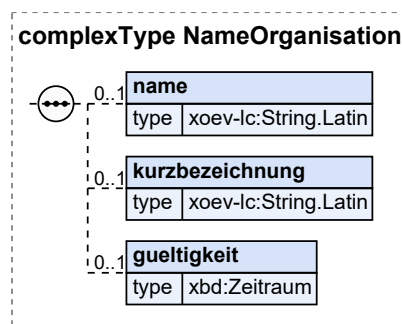 complexType NameOrganisation
0..1 name
type xoev-lc:String.Latin
0..1 kurzbezeichnung
type xoev-lc:String.Latin
0..1 gueltigkeit
type xbd:Zeitraum